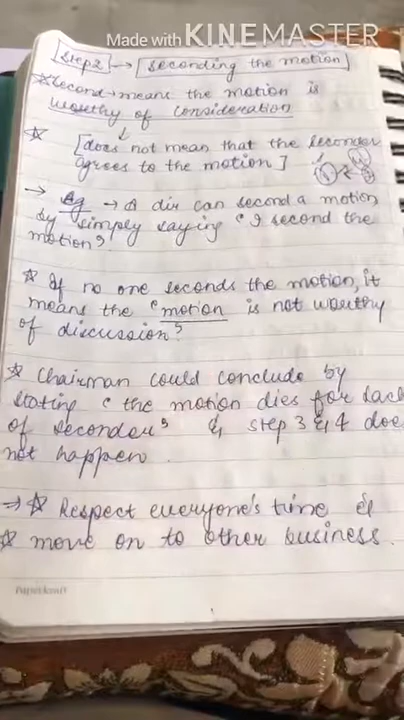 Made with KINEMASTER
Step 2 → Seconding the motion
☆ Second → means the motion is
worthy of consideration
☆ [does not mean that the seconder
agrees to the motion]
→ Eg → A dir can second a motion
by simply saying "I second the
motion"
☆ If no one seconds the motion, it
means the "motion is not worthy
of discussion"
☆ Chairman could conclude by
stating "the motion dies for lack
of seconder" & step 3 & 4 does
not happen.
⇒ ☆ Respect everyone's time &
☆ move on to other business.
Paperkraft